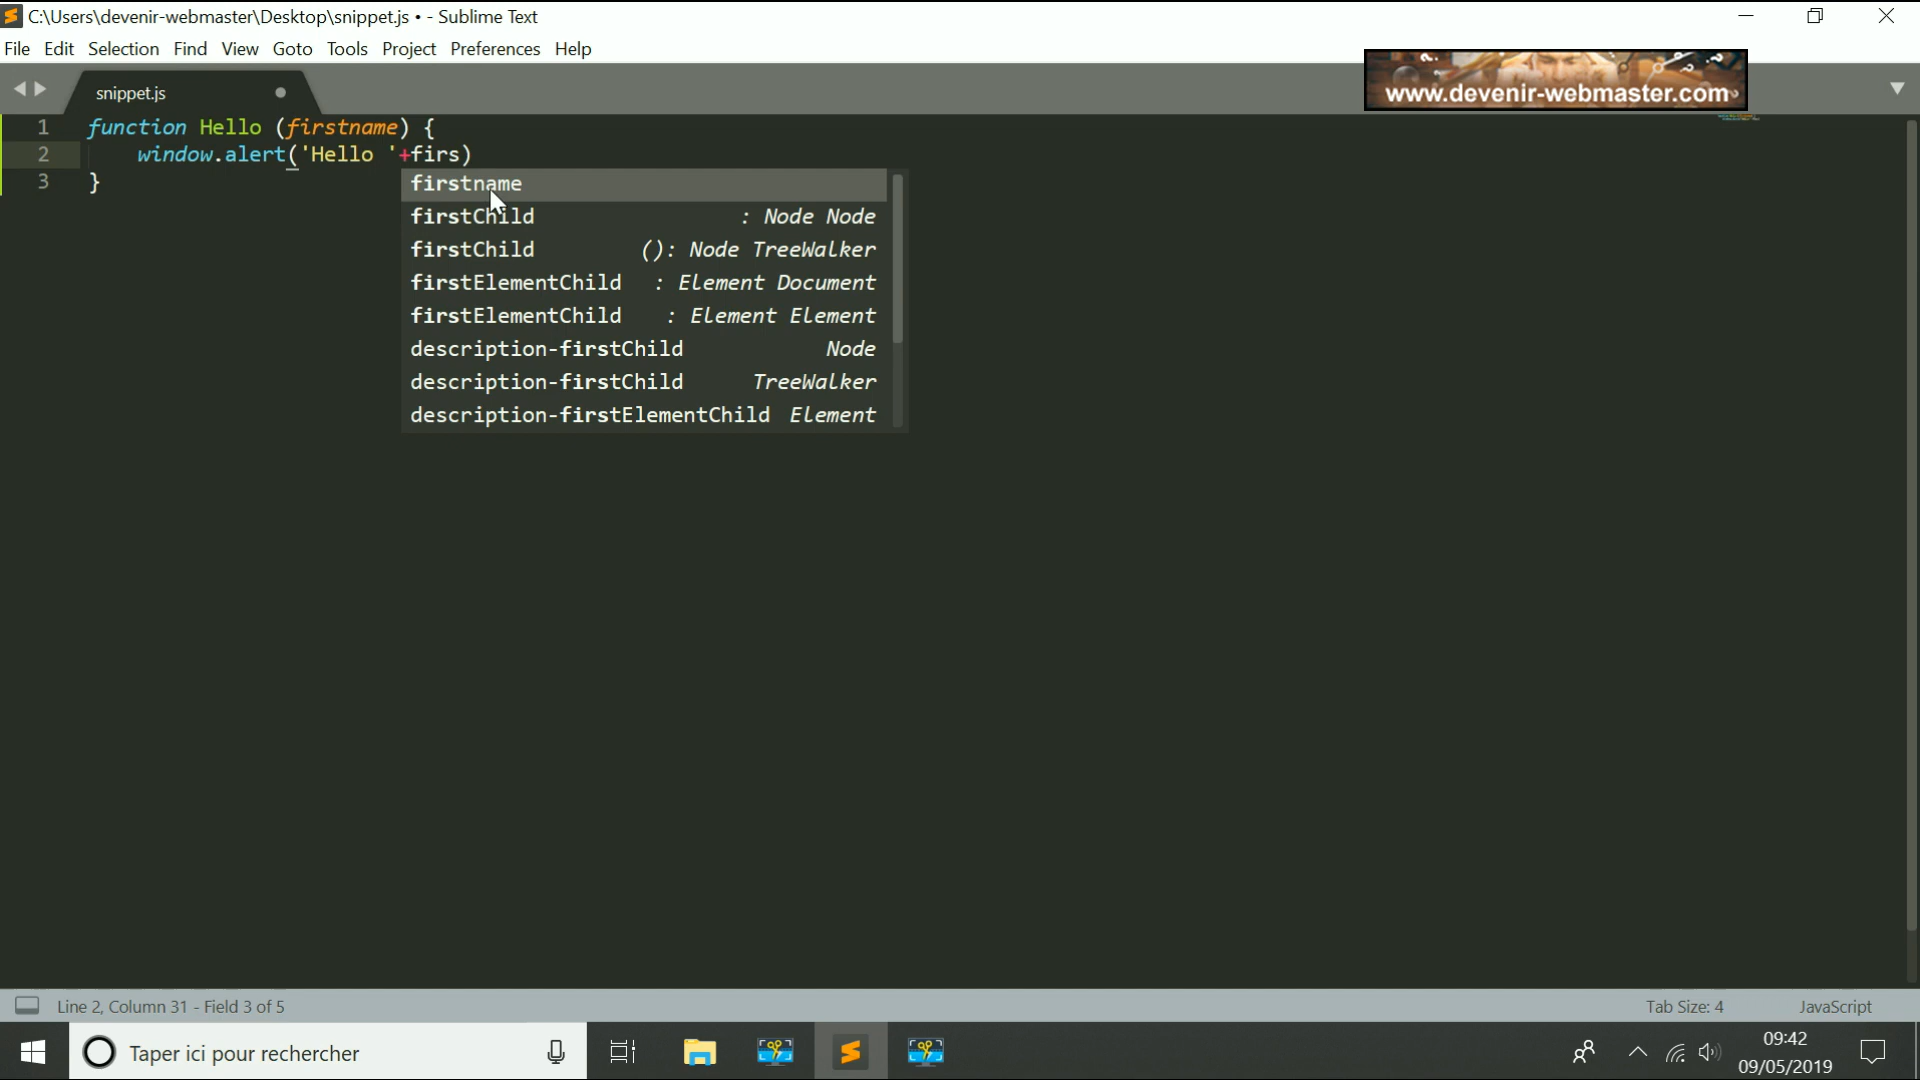 C:\Users\devenir-webmaster\Desktop\snippet.js • - Sublime Text
File Edit Selection Find View Goto Tools Project Preferences Help
www.devenir-webmaster.com
snippet.js
1 function Hello (firstname) {
2 window.alert('Hello '+firs)
3 }
firstname
firstChild : Node Node
firstChild (): Node TreeWalker
firstElementChild : Element Document
firstElementChild : Element Element
description-firstChild Node
description-firstChild TreeWalker
description-firstElementChild Element
Line 2, Column 31 - Field 3 of 5 Tab Size: 4 JavaScript
Taper ici pour rechercher
09:42
09/05/2019